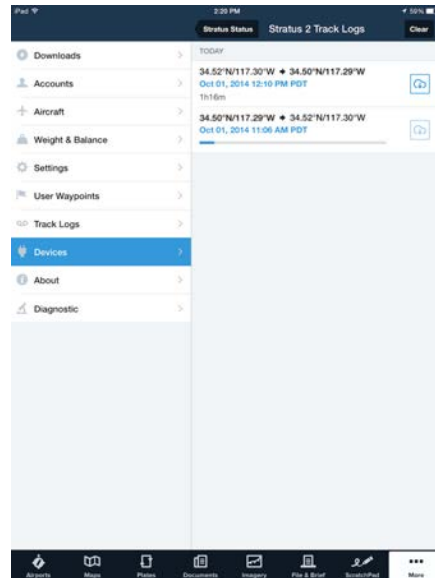 iPad
2:20 PM
59%
Stratus Status
Stratus 2 Track Logs
Clear
Downloads
Accounts
Aircraft
Weight & Balance
Settings
User Waypoints
Track Logs
Devices
About
Diagnostic
TODAY
34.52°N/117.30°W → 34.50°N/117.29°W
Oct 01, 2014 12:10 PM PDT
1h16m
34.50°N/117.29°W → 34.52°N/117.30°W
Oct 01, 2014 11:06 AM PDT
Airports
Maps
Plates
Documents
Imagery
File & Brief
ScratchPad
More